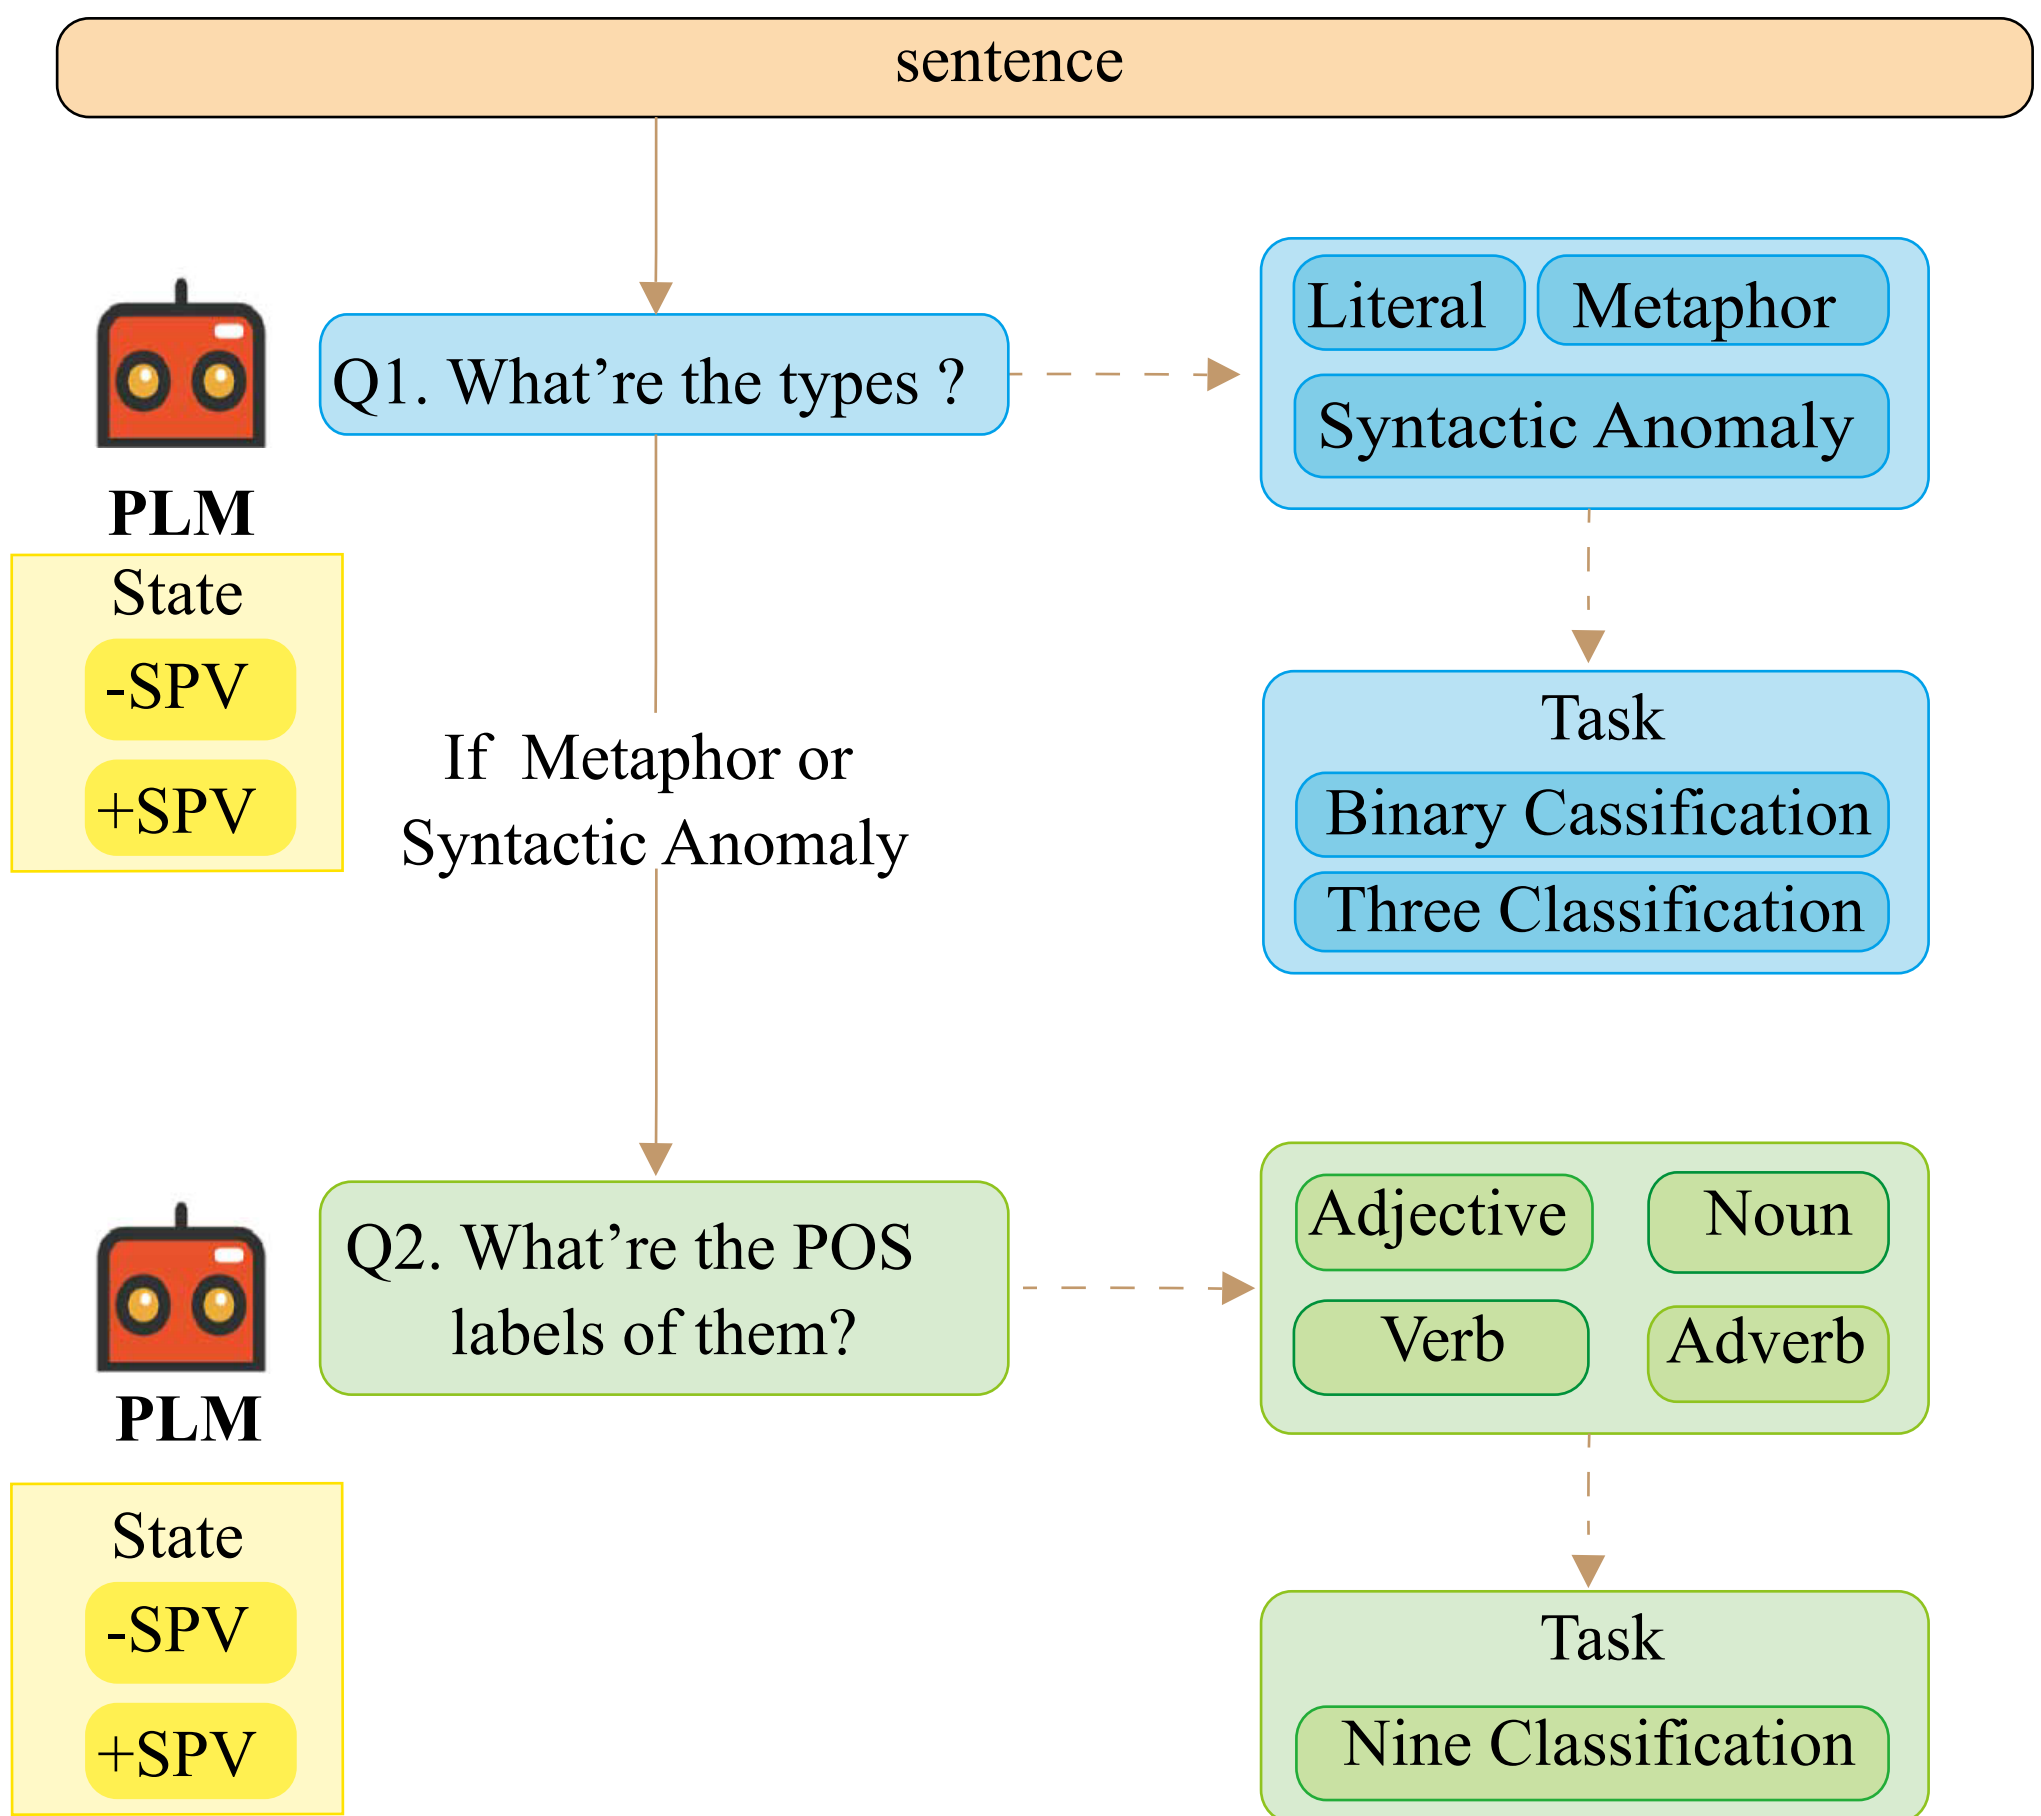 sentence
Q1. What’re the types ?
Literal
Metaphor
Syntactic Anomaly
PLM
State
-SPV
+SPV
If  Metaphor or
Syntactic Anomaly
Task
Binary Cassification
Three Classification
Q2. What’re the POS
labels of them?
Adjective
Noun
Verb
Adverb
PLM
State
-SPV
+SPV
Task
Nine Classification